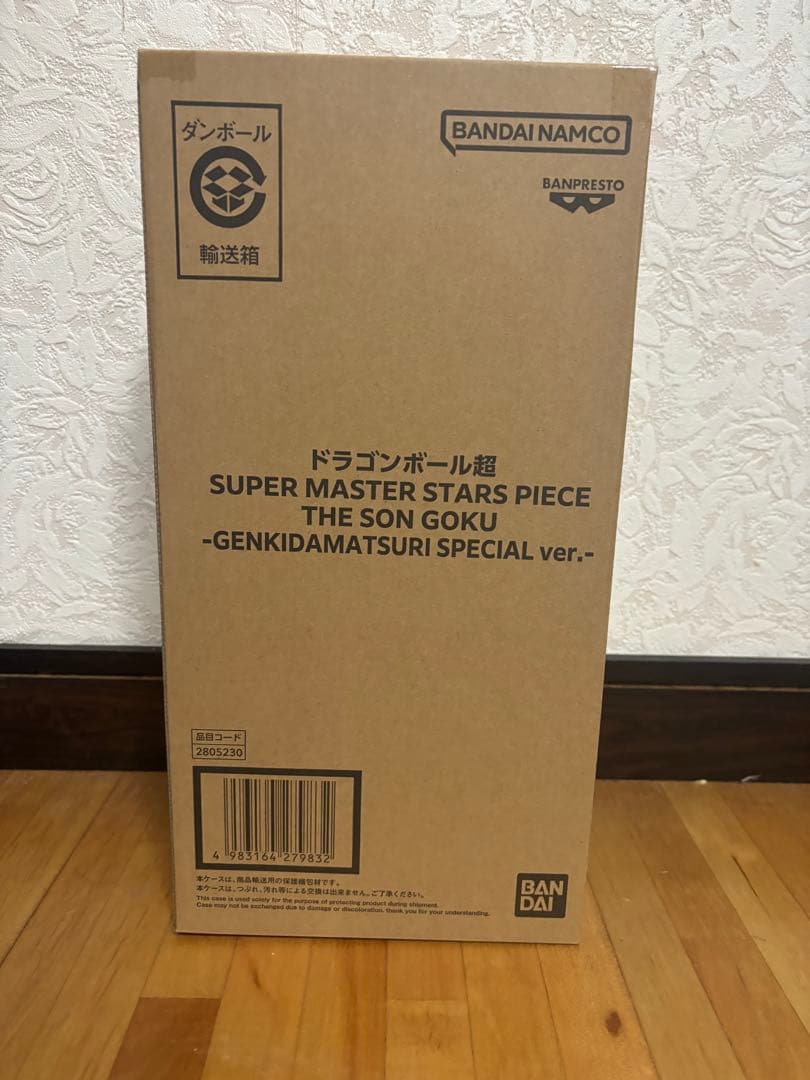 ダンボール
輸送箱
BANDAI NAMCO
BANPRESTO
ドラゴンボール超
SUPER MASTER STARS PIECE
THE SON GOKU
-GENKIDAMATSURI SPECIAL ver.-
品目コード
2805230
4 983164 279832
本ケースは、商品輸送用の保護梱包材です。
本ケースは、つぶれ、汚れ等による交換は出来ません。ご了承ください。
This case is used solely for the purpose of protecting product during shipment.
Case may not be exchanged due to damage or discoloration. thank you for your understanding.
BAN
DAI